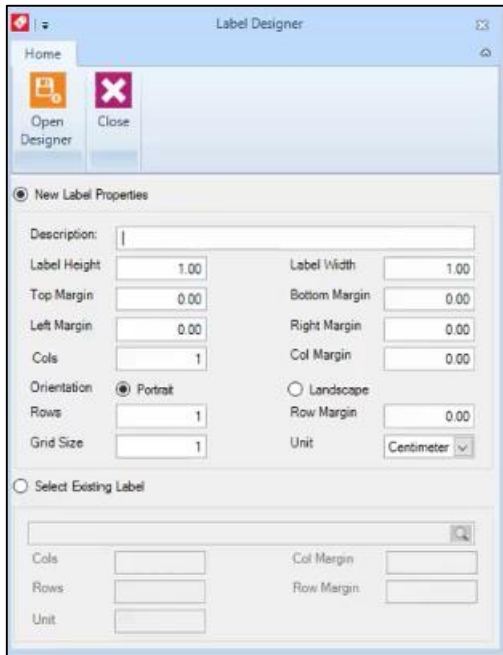 Label Designer
Home
Open Designer
Close
New Label Properties
Description:
Label Height 1.00 Label Width 1.00
Top Margin 0.00 Bottom Margin 0.00
Left Margin 0.00 Right Margin 0.00
Cols 1 Col Margin 0.00
Orientation Portrait Landscape
Rows 1 Row Margin 0.00
Grid Size 1 Unit Centimeter
Select Existing Label
Cols Col Margin
Rows Row Margin
Unit